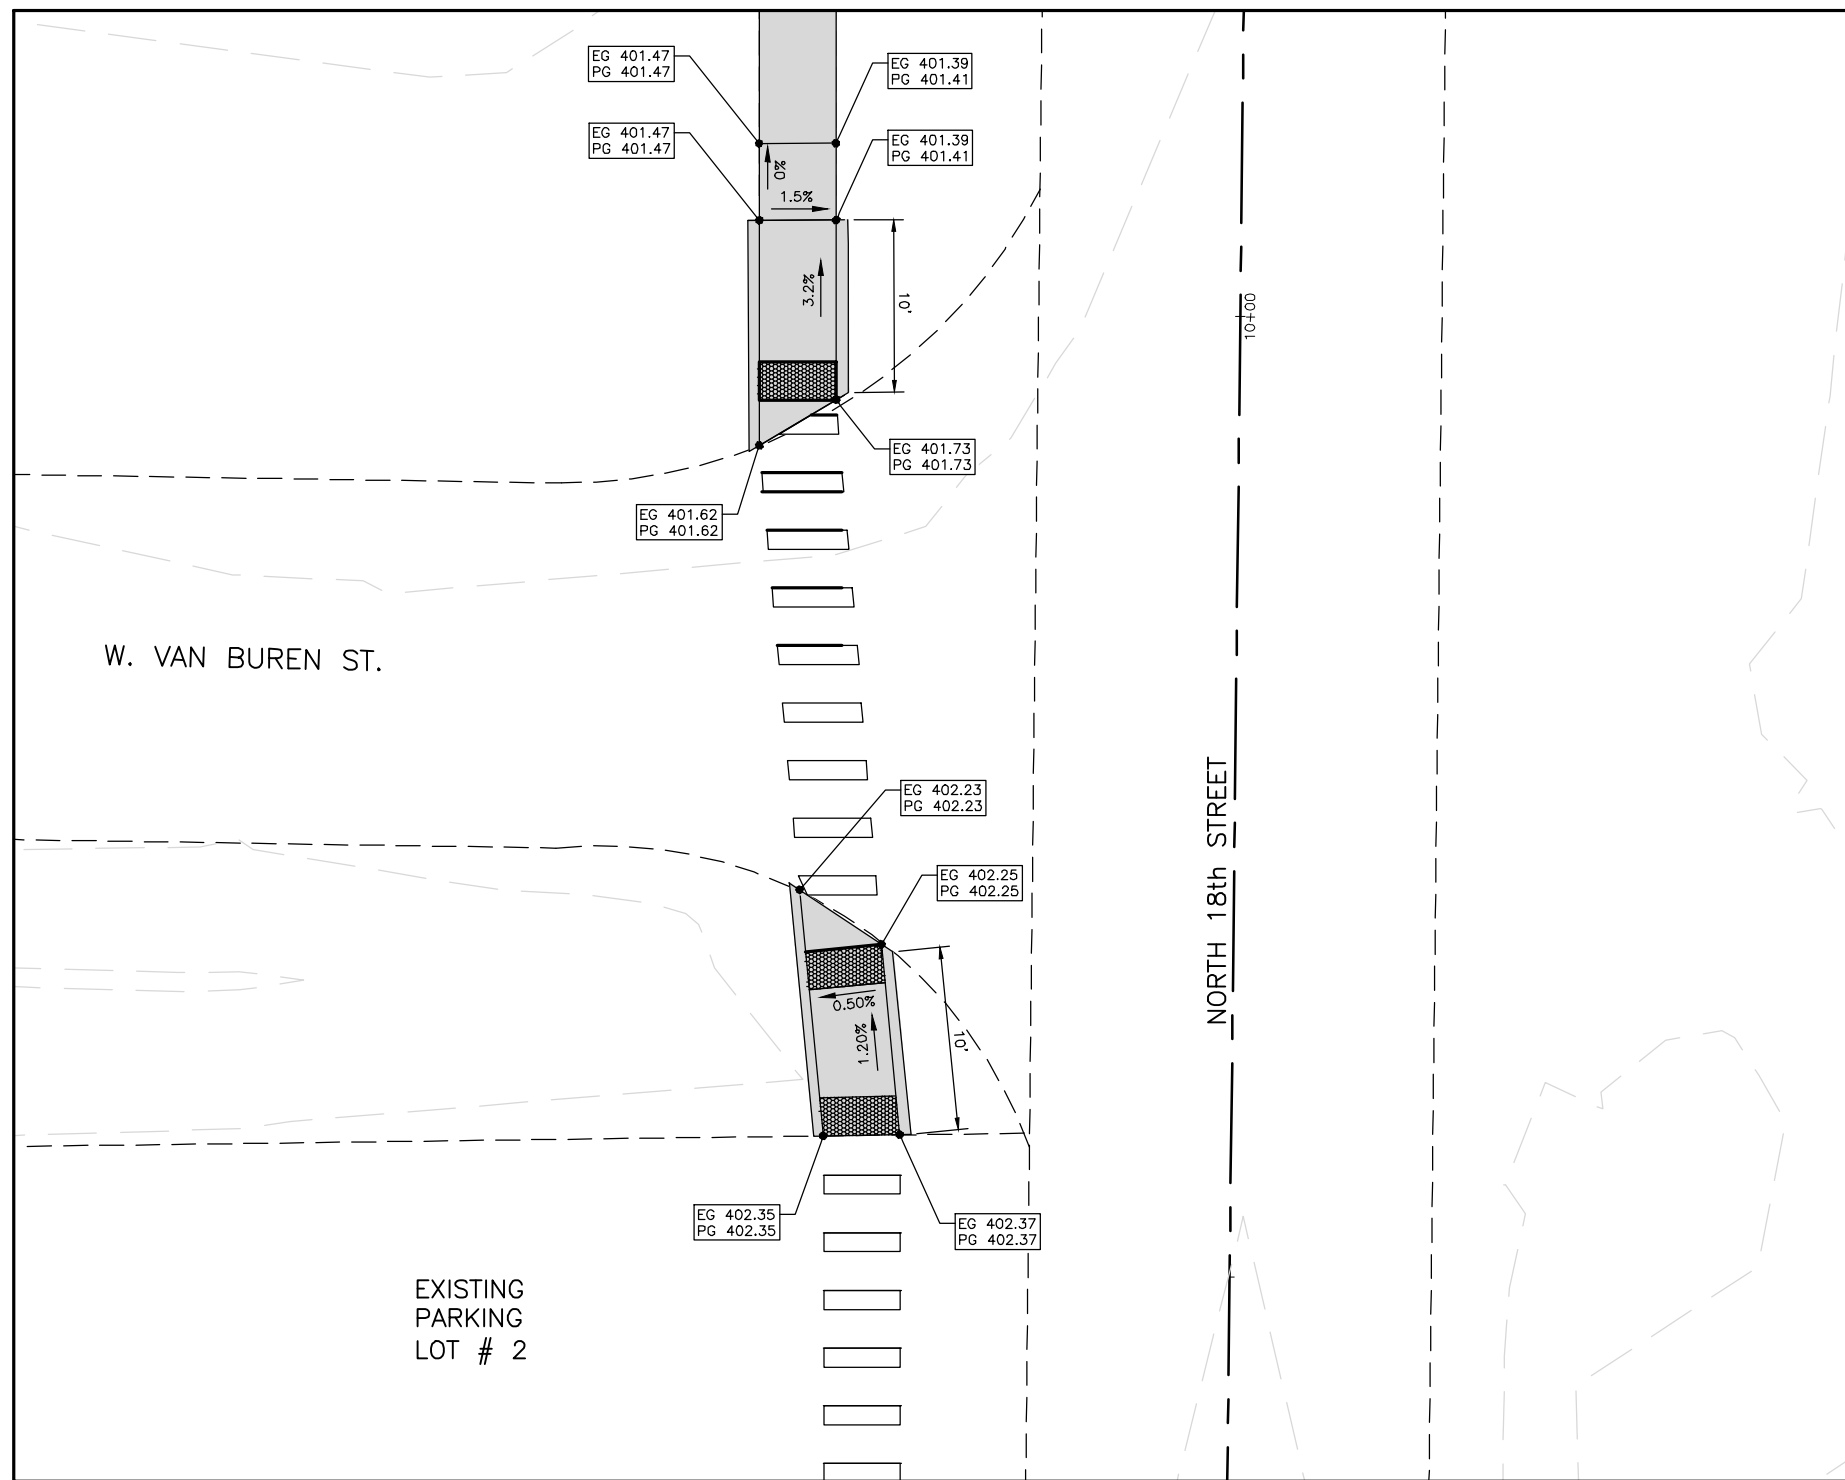 EG 401.47
PG 401.47
EG 401.39
PG 401.41
EG 401.47
PG 401.47
EG 401.39
PG 401.41
0%
1.5%
3.2%
10'
10+00
EG 401.73
PG 401.73
EG 401.62
PG 401.62
W. VAN BUREN ST.
EG 402.23
PG 402.23
EG 402.25
PG 402.25
NORTH 18th STREET
0.50%
1.20%
10'
EG 402.35
PG 402.35
EG 402.37
PG 402.37
EXISTING
PARKING
LOT # 2